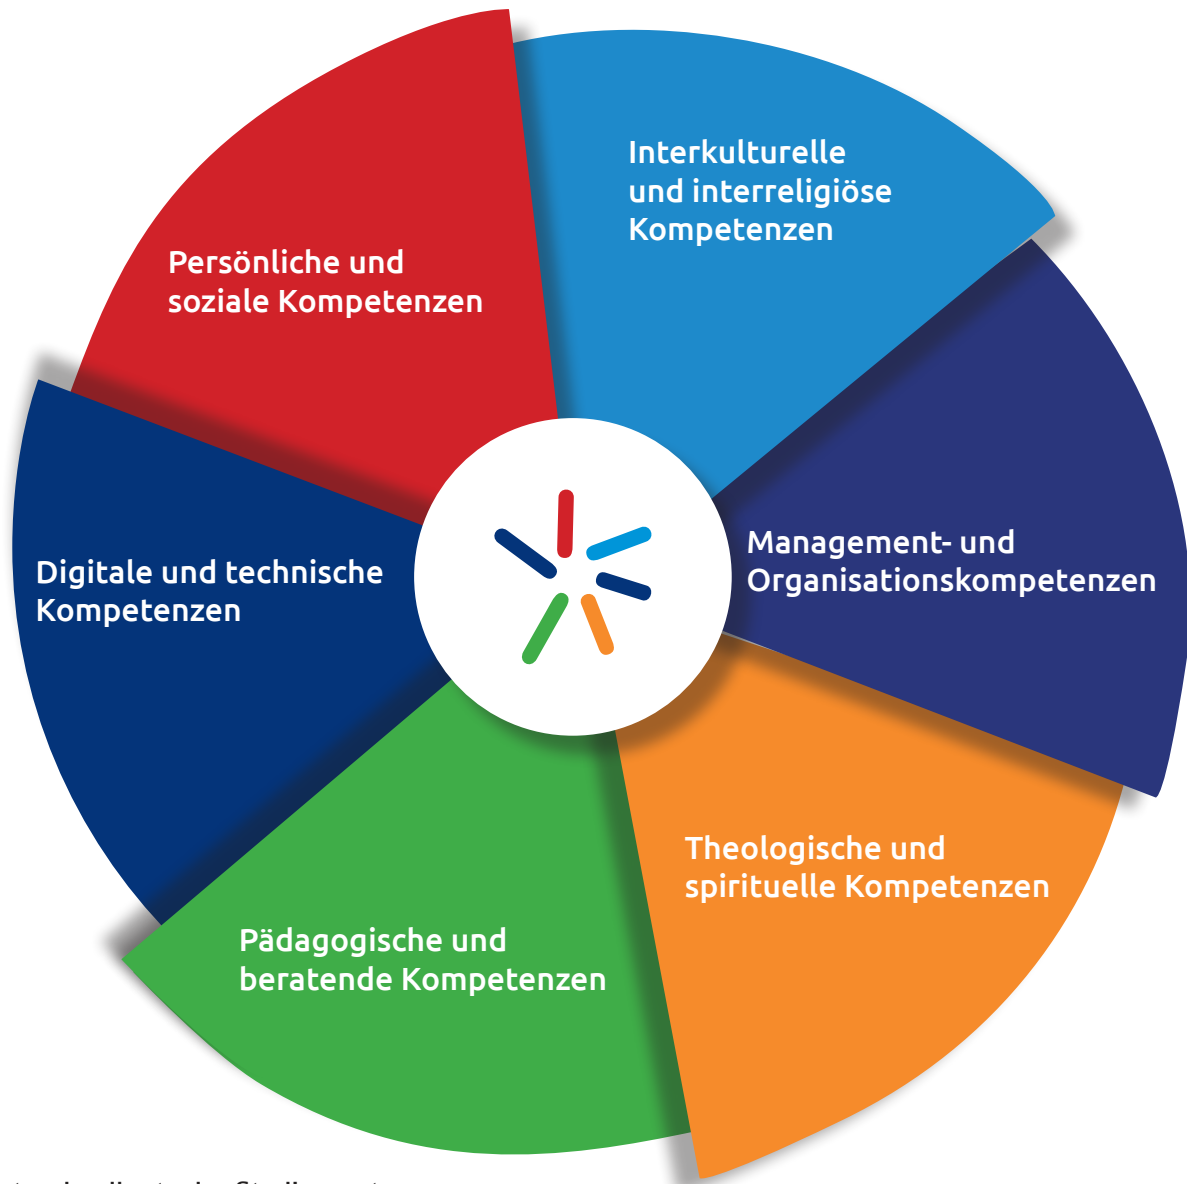 Interkulturelle
und interreligiöse
Kompetenzen
Persönliche und
soziale Kompetenzen
Management- und
Organisationskompetenzen
Digitale und technische
Kompetenzen
Theologische und
spirituelle Kompetenzen
Pädagogische und
beratende Kompetenzen